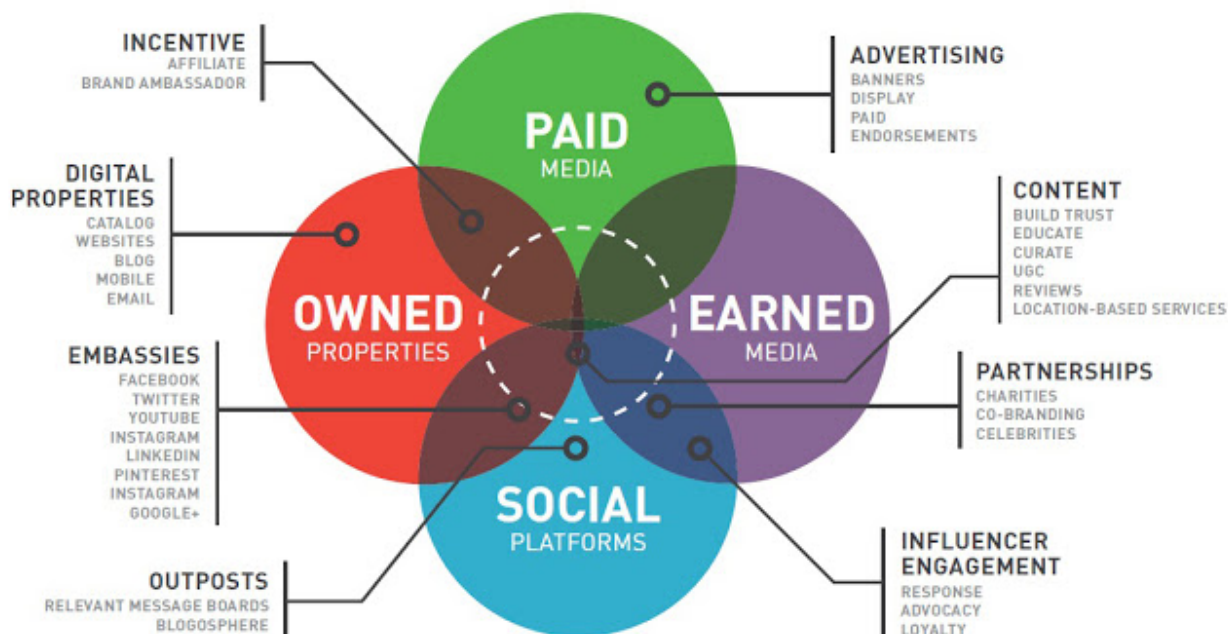 INCENTIVE
AFFILIATE
BRAND AMBASSADOR
DIGITAL
PROPERTIES
CATALOG
WEBSITES
BLOG
MOBILE
EMAIL
EMBASSIES
FACEBOOK
TWITTER
YOUTUBE
INSTAGRAM
LINKEDIN
PINTEREST
INSTAGRAM
GOOGLE+
OUTPOSTS
RELEVANT MESSAGE BOARDS
BLOGOSPHERE
PAID
MEDIA
OWNED
PROPERTIES
EARNED
MEDIA
SOCIAL
PLATFORMS
ADVERTISING
BANNERS
DISPLAY
PAID
ENDORSEMENTS
CONTENT
BUILD TRUST
EDUCATE
CURATE
UGC
REVIEWS
LOCATION-BASED SERVICES
PARTNERSHIPS
CHARITIES
CO-BRANDING
CELEBRITIES
INFLUENCER
ENGAGEMENT
RESPONSE
ADVOCACY
LOYALTY